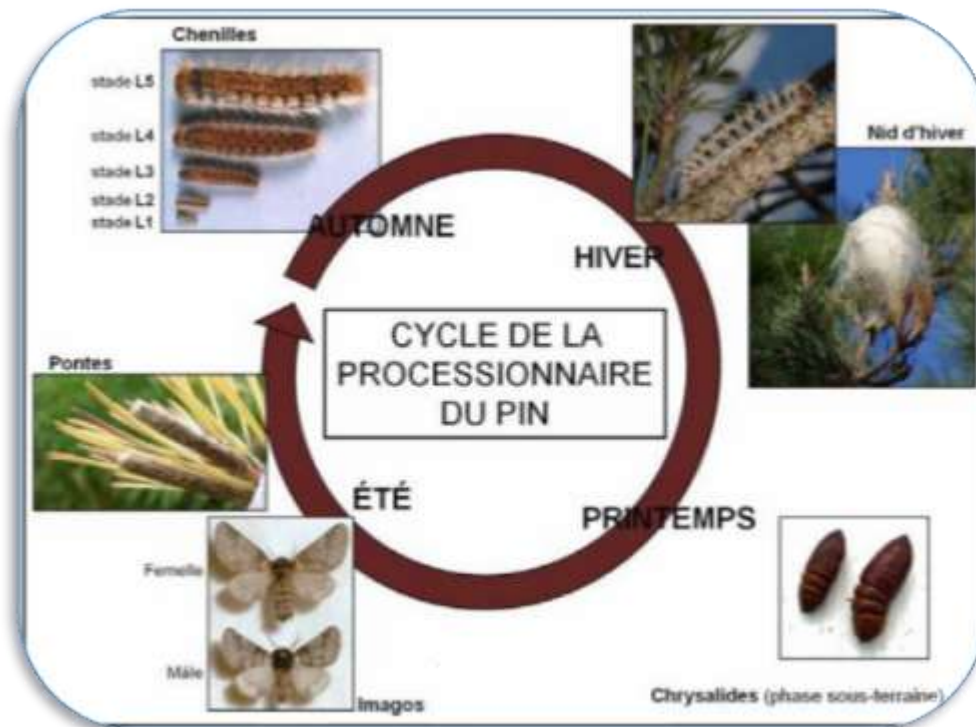 Chenilles
stade L5
stade L4
stade L3
stade L2
stade L1
AUTOMNE
HIVER
Nid d'hiver
CYCLE DE LA
PROCESSIONNAIRE
DU PIN
Pontes
ÉTÉ
PRINTEMPS
Femelle
Mâle
Imagos
Chrysalides (phase sous-terraine)